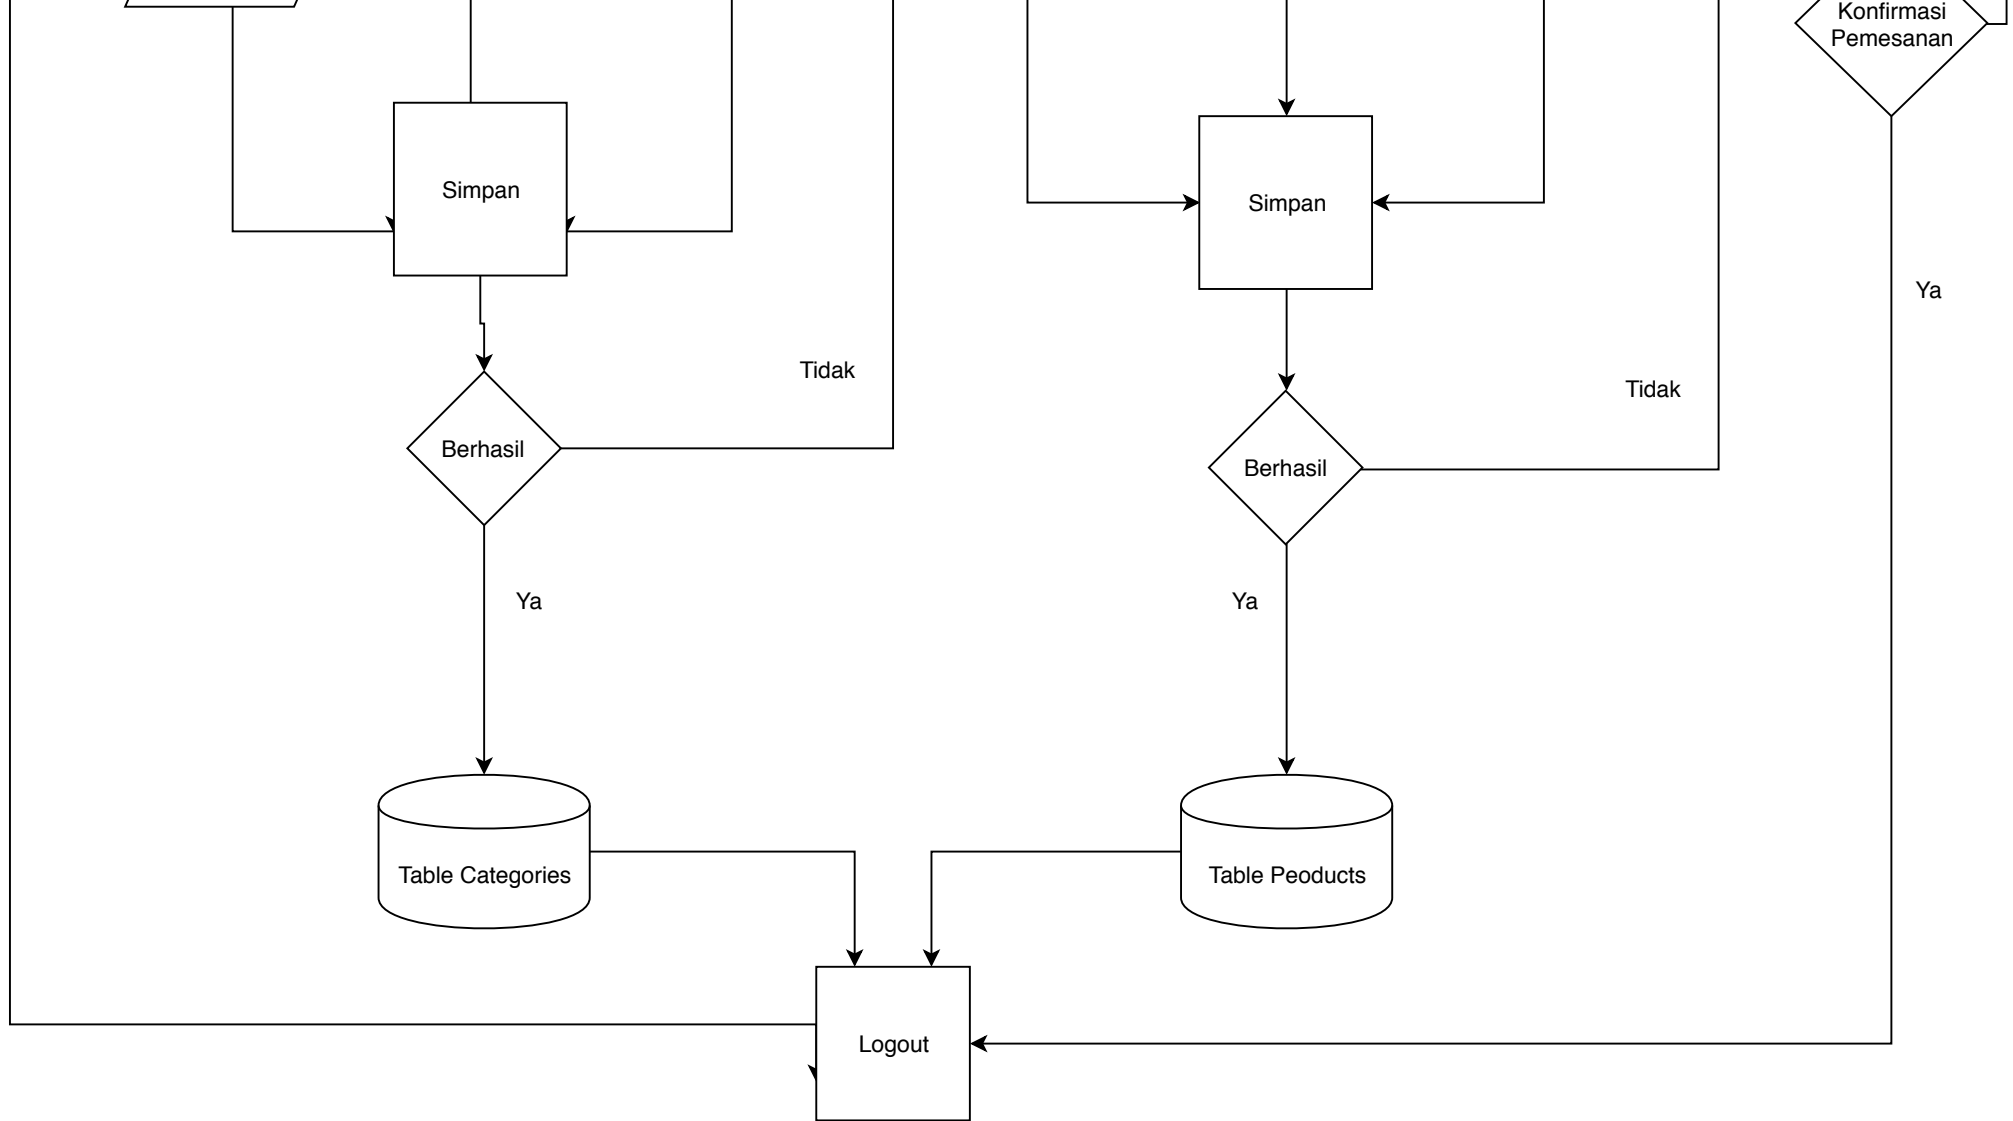 Konfirmasi
Pemesanan
Simpan
Simpan
Ya
Tidak
Tidak
Berhasil
Berhasil
Ya
Ya
Table Categories
Table Peoducts
Logout